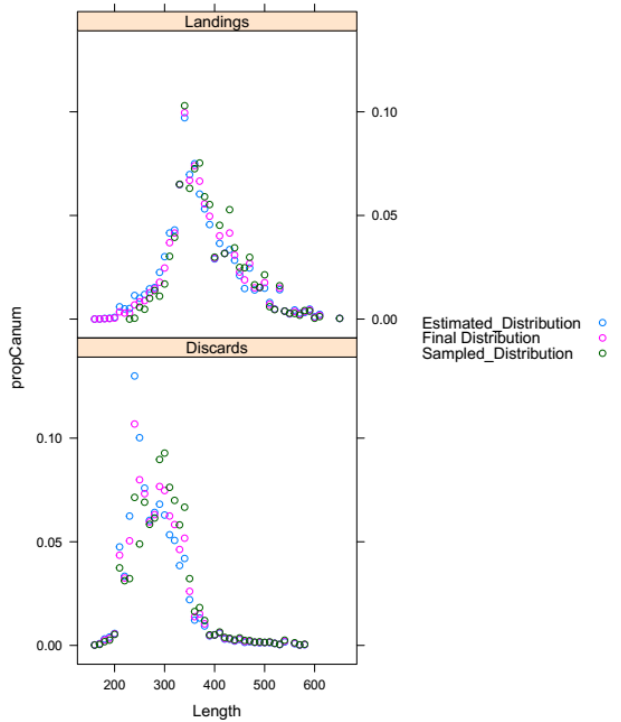 Landings
0.10
0.05
0.00
propCanum
Estimated_Distribution
Final Distribution
Sampled_Distribution
Discards
0.10
0.05
0.00
200 300 400 500 600
Length